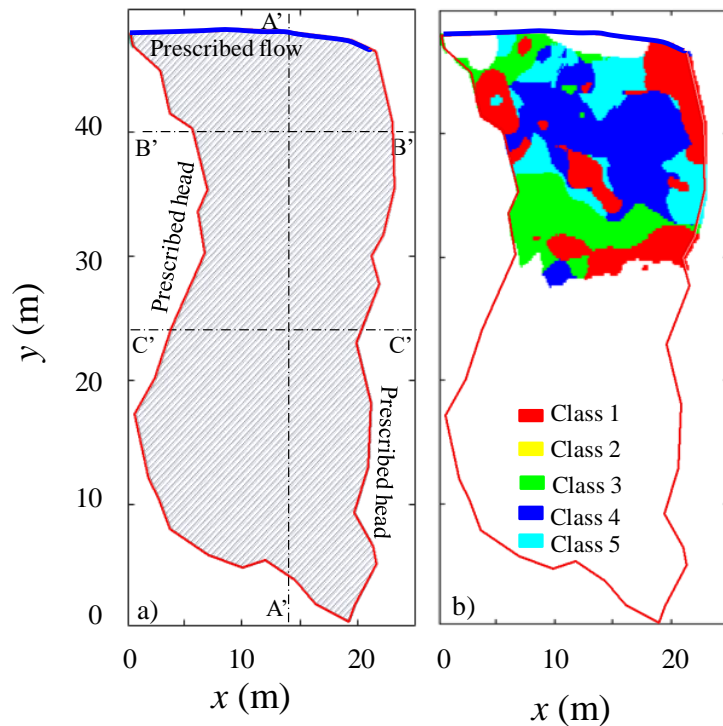 A'
Prescribed flow
40
B'
B'
Prescribed head
30
y (m)
C'
C'
20
Prescribed head
10
0
a)
A'
0
10
20
x (m)
Class 1
Class 2
Class 3
Class 4
Class 5
b)
0
10
20
x (m)